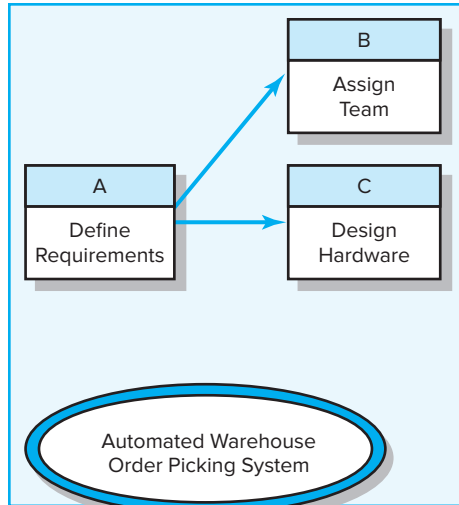 B
Assign
Team
A
Define
Requirements
C
Design
Hardware
Automated Warehouse
Order Picking System